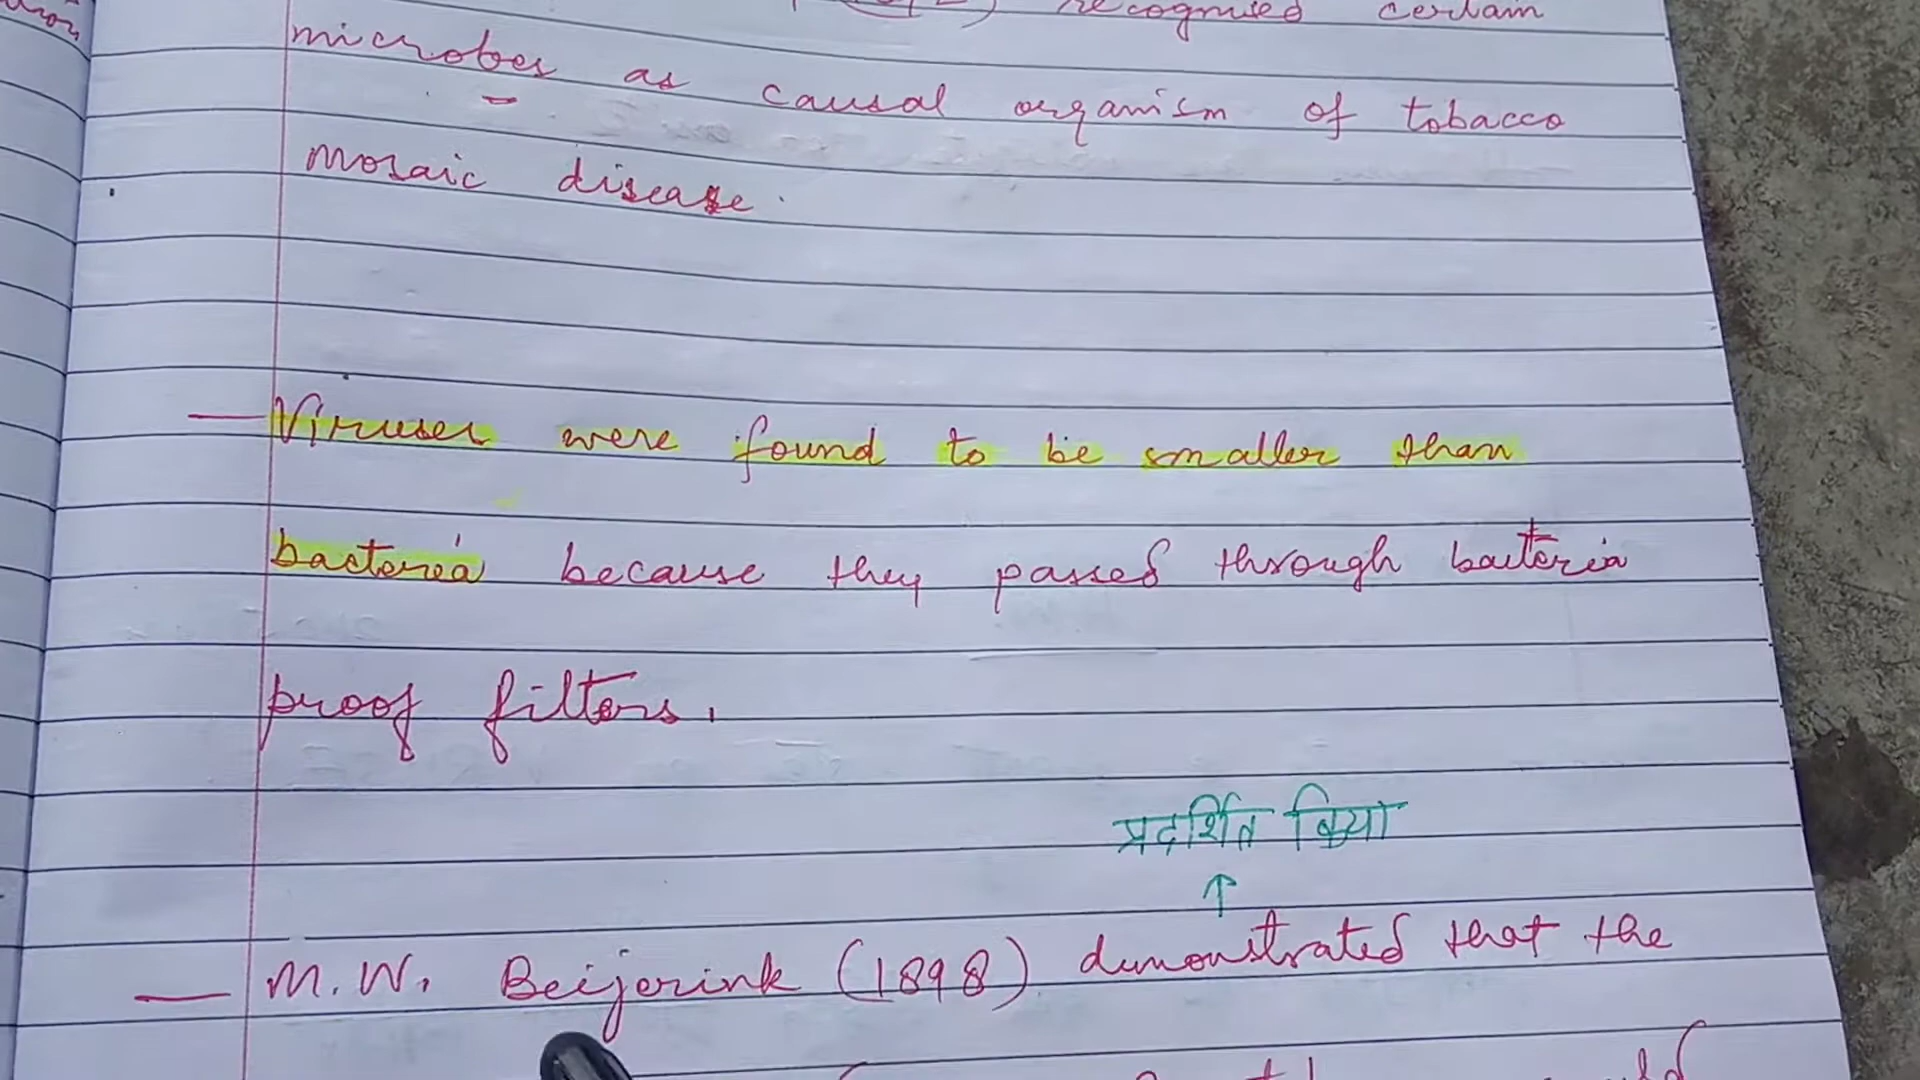 recognised certain
microbes as causal organism of tobacco
mosaic disease.
— Viruses were found to be smaller than
bacteria because they passed through bacteria
proof filters.
प्रदर्शित किया
↑
— M.W. Beijerink (1898) demonstrated that the